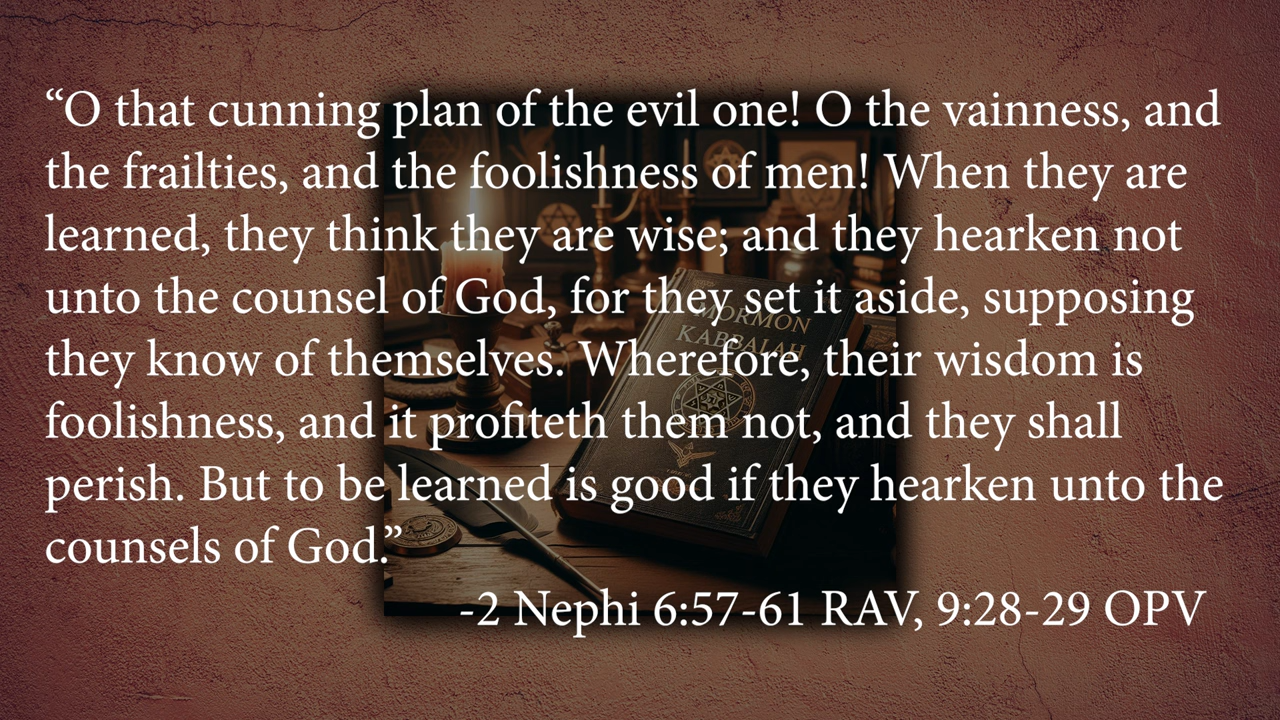 “O that cunning plan of the evil one! O the vainness, and
the frailties, and the foolishness of men! When they are
learned, they think they are wise; and they hearken not
unto the counsel of God, for they set it aside, supposing
they know of themselves. Wherefore, their wisdom is
foolishness, and it profiteth them not, and they shall
perish. But to be learned is good if they hearken unto the
counsels of God.”
-2 Nephi 6:57-61 RAV, 9:28-29 OPV
MORMON
KABBALAH